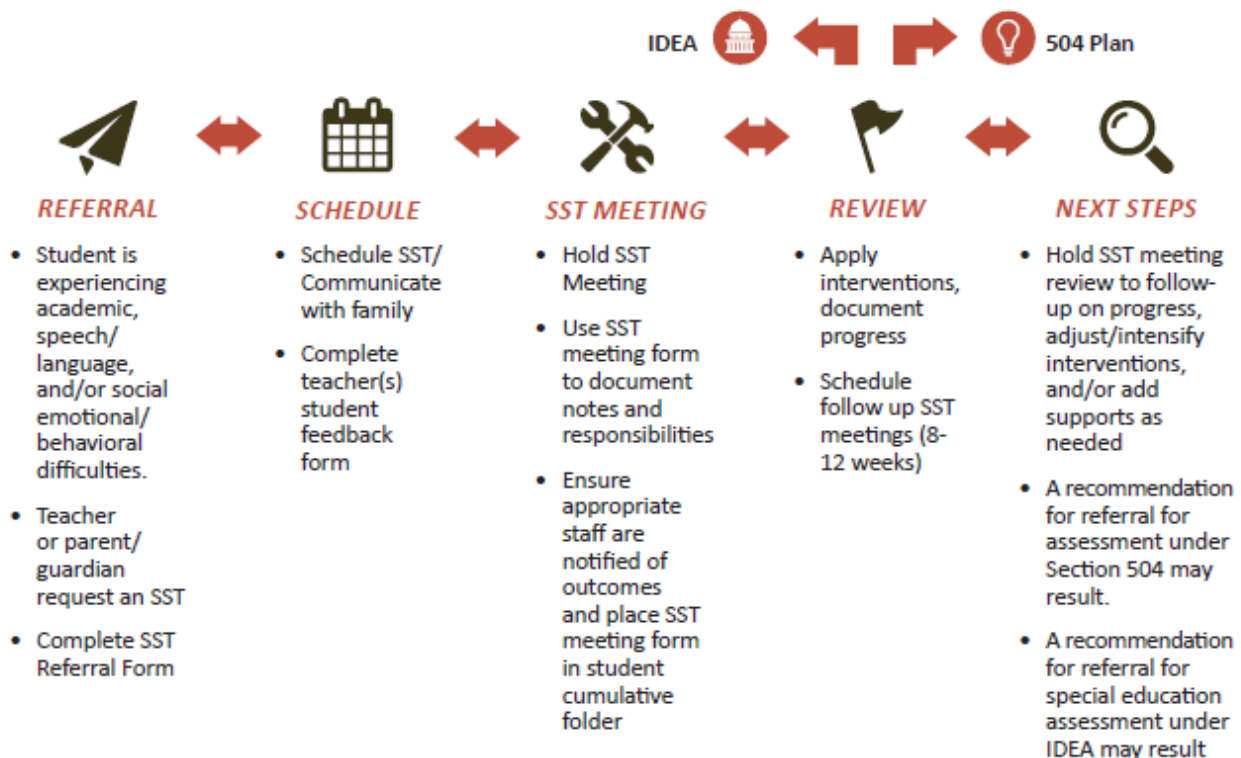 IDEA
504 Plan
REFERRAL
• Student is
experiencing
academic,
speech/
language,
and/or social
emotional/
behavioral
difficulties.
• Teacher
or parent/
guardian
request an SST
• Complete SST
Referral Form
SCHEDULE
• Schedule SST/
Communicate
with family
• Complete
teacher(s)
student
feedback
form
SST MEETING
• Hold SST
Meeting
• Use SST
meeting form
to document
notes and
responsibilities
• Ensure
appropriate
staff are
notified of
outcomes
and place SST
meeting form
in student
cumulative
folder
REVIEW
• Apply
interventions,
document
progress
• Schedule
follow up SST
meetings (8-
12 weeks)
NEXT STEPS
• Hold SST meeting
review to follow-
up on progress,
adjust/intensify
interventions,
and/or add
supports as
needed
• A recommendation
for referral for
assessment under
Section 504 may
result.
• A recommendation
for referral for
special education
assessment under
IDEA may result